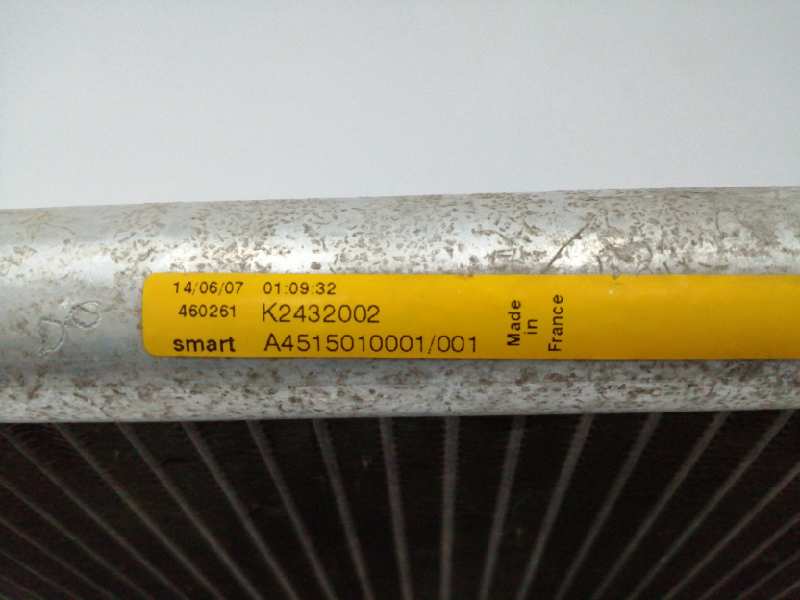 14/06/07 01:09:32
460261 K2432002
smart A4515010001/001
Made
in
France